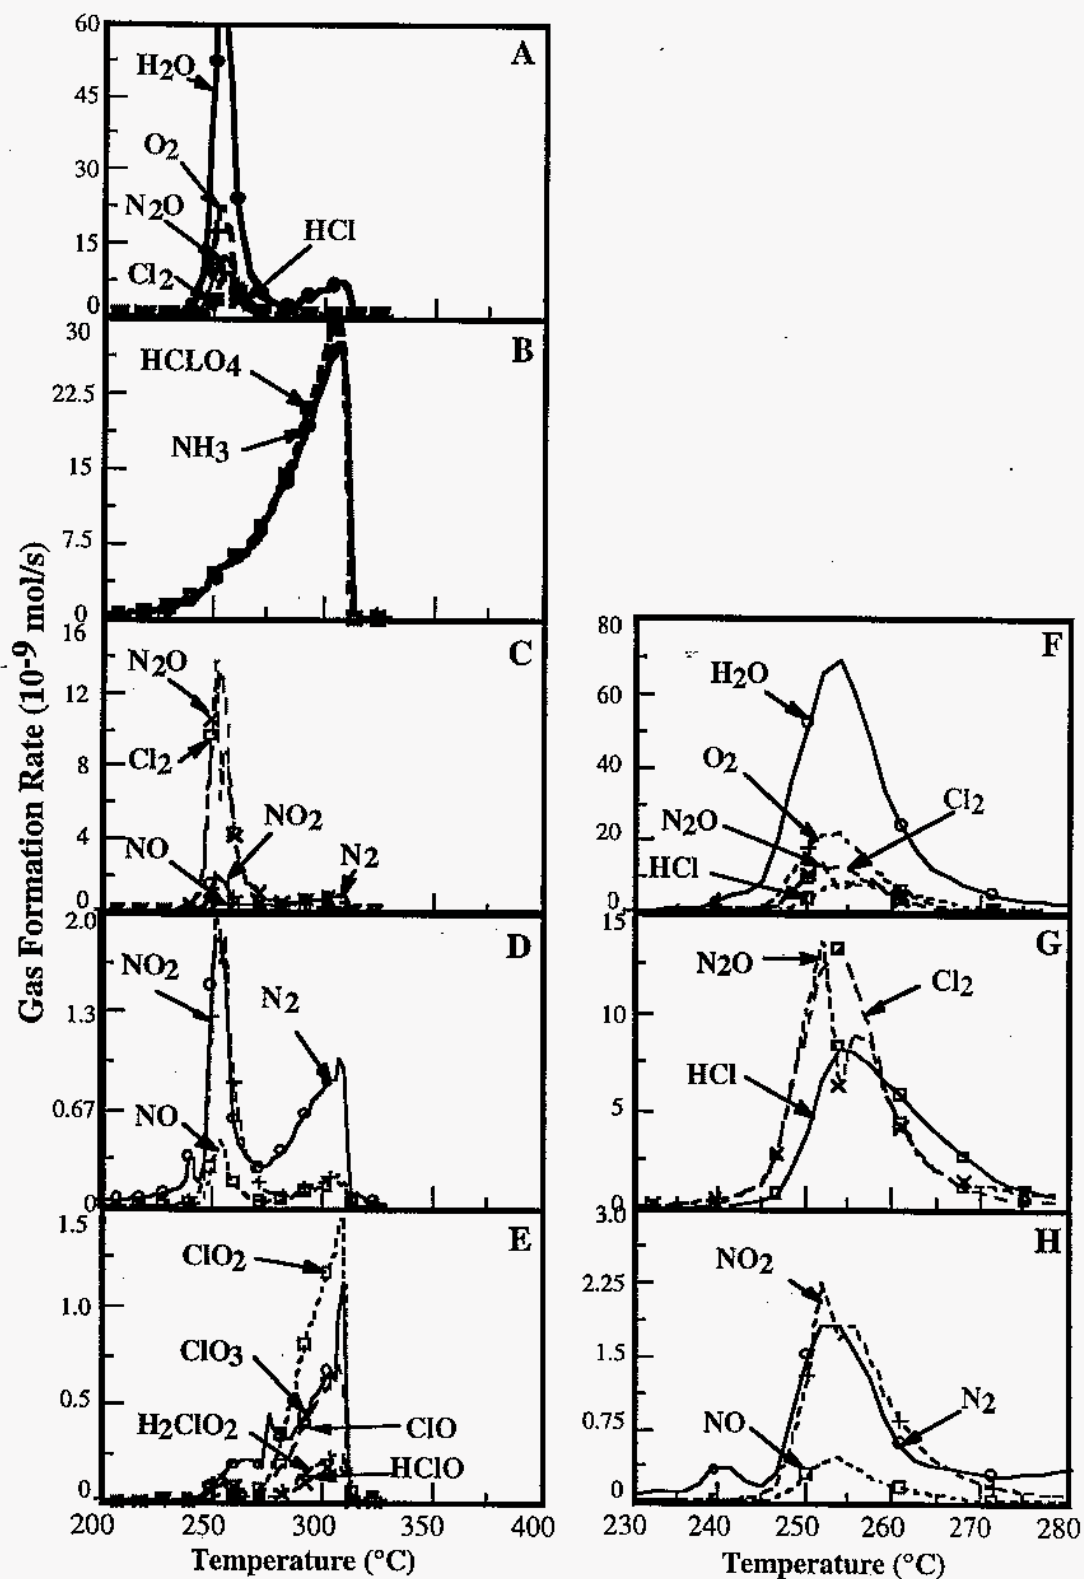 Gas Formation Rate (10-9 mol/s)
60
45
30
15
0
A
H2O
O2
N2O
Cl2
HCl
30
22.5
15
7.5
0
B
HCLO4
NH3
16
12
8
4
0
C
N2O
Cl2
NO
NO2
N2
2.0
1.3
0.67
0
D
NO2
N2
NO
1.5
1.0
0.5
0
E
ClO2
ClO3
H2ClO2
ClO
HClO
200 250 300 350 400
Temperature (°C)
80
60
40
20
0
F
H2O
O2
N2O
HCl
Cl2
15
10
5
0
G
N2O
Cl2
HCl
3.0
2.25
1.5
0.75
0
H
NO2
NO
N2
230 240 250 260 270 280
Temperature (°C)